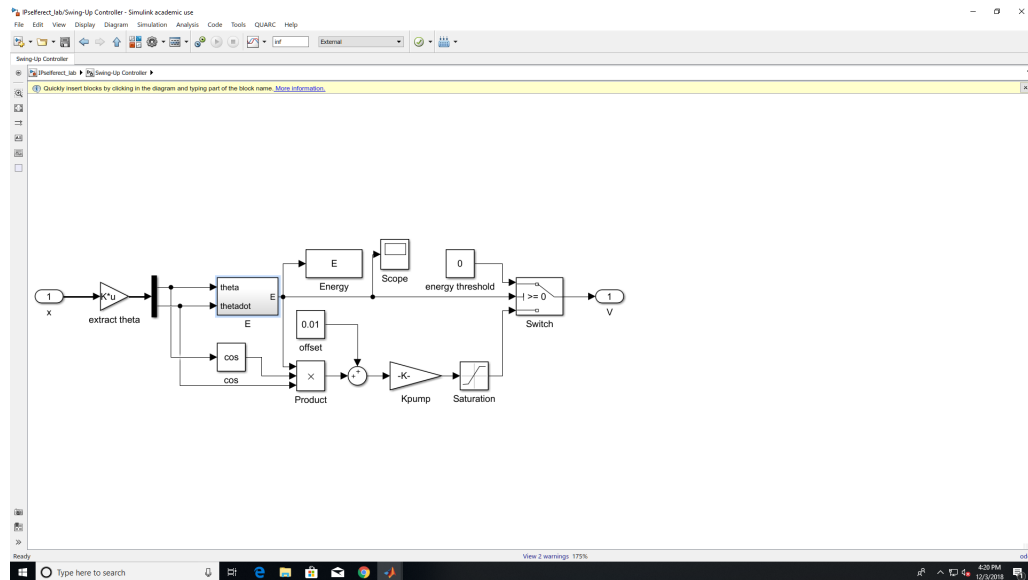 IPselferect_lab/Swing-Up Controller - Simulink academic use
File Edit View Display Diagram Simulation Analysis Code Tools QUARC Help
inf External
Swing-Up Controller
IPselferect_lab Swing-Up Controller
Quickly insert blocks by clicking in the diagram and typing part of the block name. More information.
E
Energy
Scope
0
energy threshold
1
x
K*u
extract theta
theta
thetadot
E
E
>= 0
Switch
1
V
0.01
offset
cos
cos
×
Product
+
+
-K-
Kpump
Saturation
Ready
View 2 warnings 175%
Type here to search
4:20 PM
12/3/2018